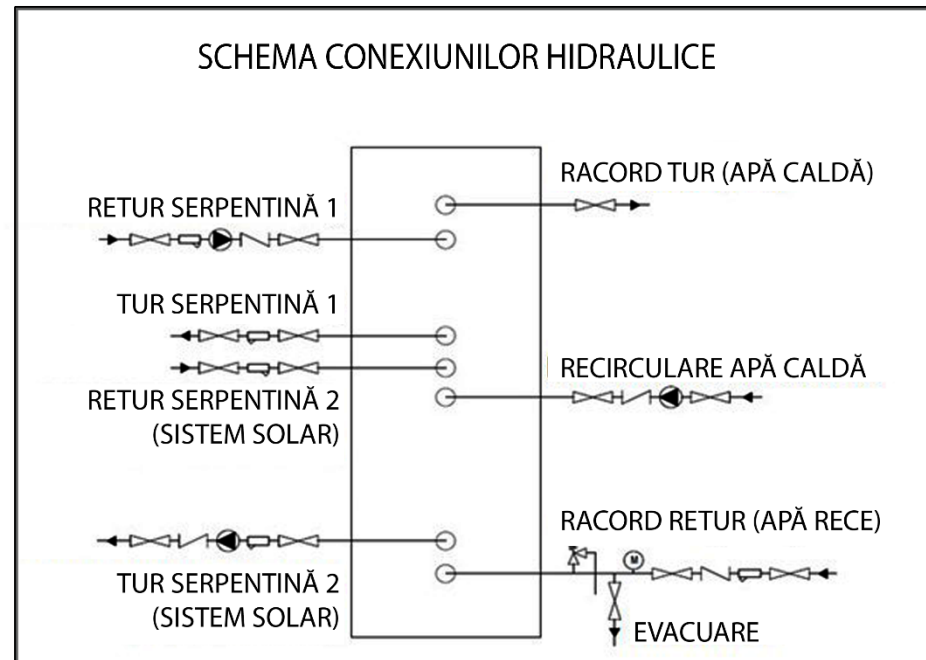 SCHEMA CONEXIUNILOR HIDRAULICE
RACORD TUR (APĂ CALDĂ)
RETUR SERPENTINĂ 1
TUR SERPENTINĂ 1
RECIRCULARE APĂ CALDĂ
RETUR SERPENTINĂ 2
(SISTEM SOLAR)
RACORD RETUR (APĂ RECE)
M
TUR SERPENTINĂ 2
(SISTEM SOLAR)
EVACUARE